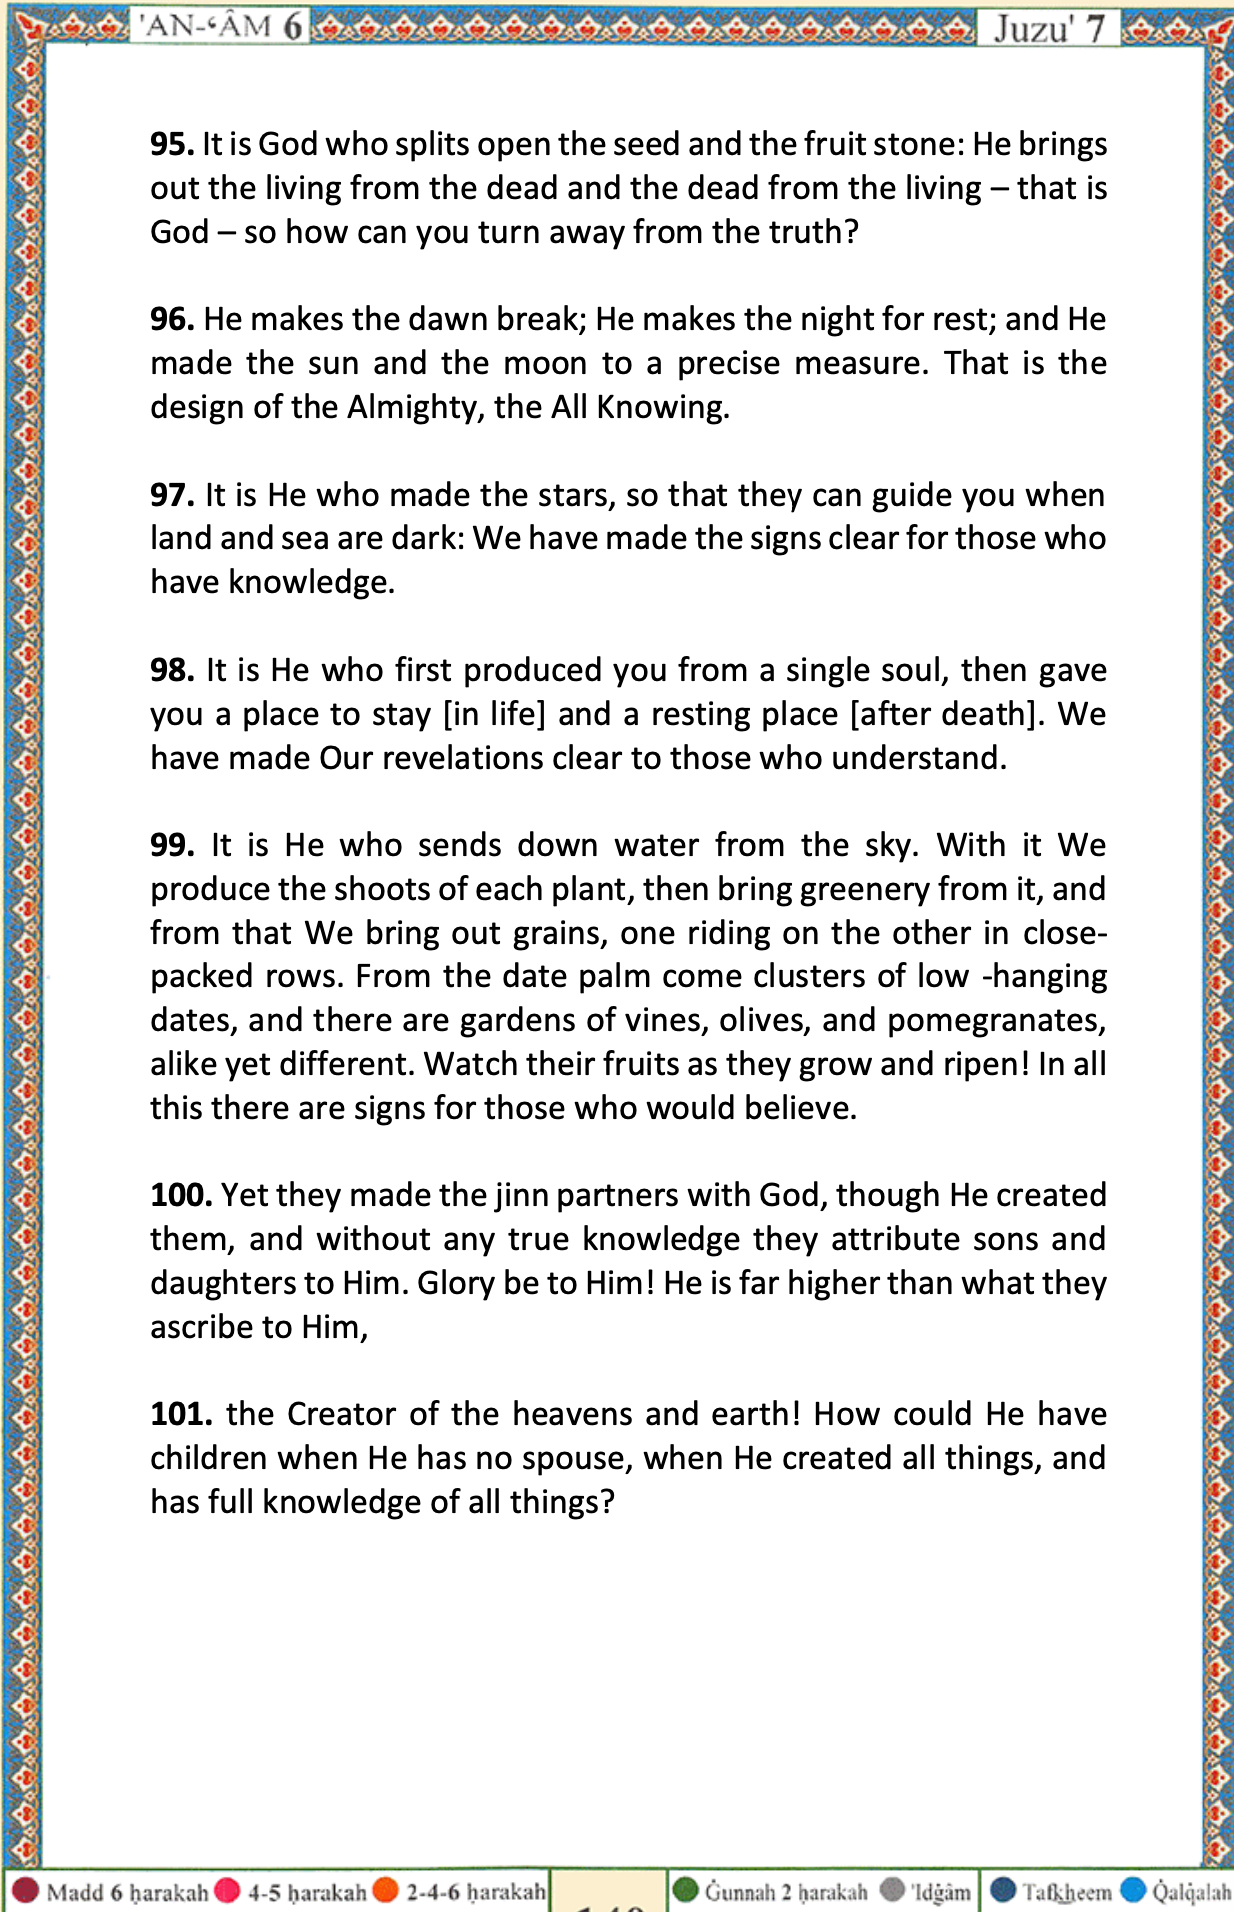 'AN-‘ÂM 6
Juzu' 7
95. It is God who splits open the seed and the fruit stone: He brings
out the living from the dead and the dead from the living – that is
God – so how can you turn away from the truth?
96. He makes the dawn break; He makes the night for rest; and He
made the sun and the moon to a precise measure. That is the
design of the Almighty, the All Knowing.
97. It is He who made the stars, so that they can guide you when
land and sea are dark: We have made the signs clear for those who
have knowledge.
98. It is He who first produced you from a single soul, then gave
you a place to stay [in life] and a resting place [after death]. We
have made Our revelations clear to those who understand.
99. It is He who sends down water from the sky. With it We
produce the shoots of each plant, then bring greenery from it, and
from that We bring out grains, one riding on the other in close-
packed rows. From the date palm come clusters of low -hanging
dates, and there are gardens of vines, olives, and pomegranates,
alike yet different. Watch their fruits as they grow and ripen! In all
this there are signs for those who would believe.
100. Yet they made the jinn partners with God, though He created
them, and without any true knowledge they attribute sons and
daughters to Him. Glory be to Him! He is far higher than what they
ascribe to Him,
101. the Creator of the heavens and earth! How could He have
children when He has no spouse, when He created all things, and
has full knowledge of all things?
Madd 6 ḥarakah 4-5 ḥarakah 2-4-6 ḥarakah Ġunnah 2 ḥarakah 'Idġâm Tafk͟heem Q̇alq̇alah